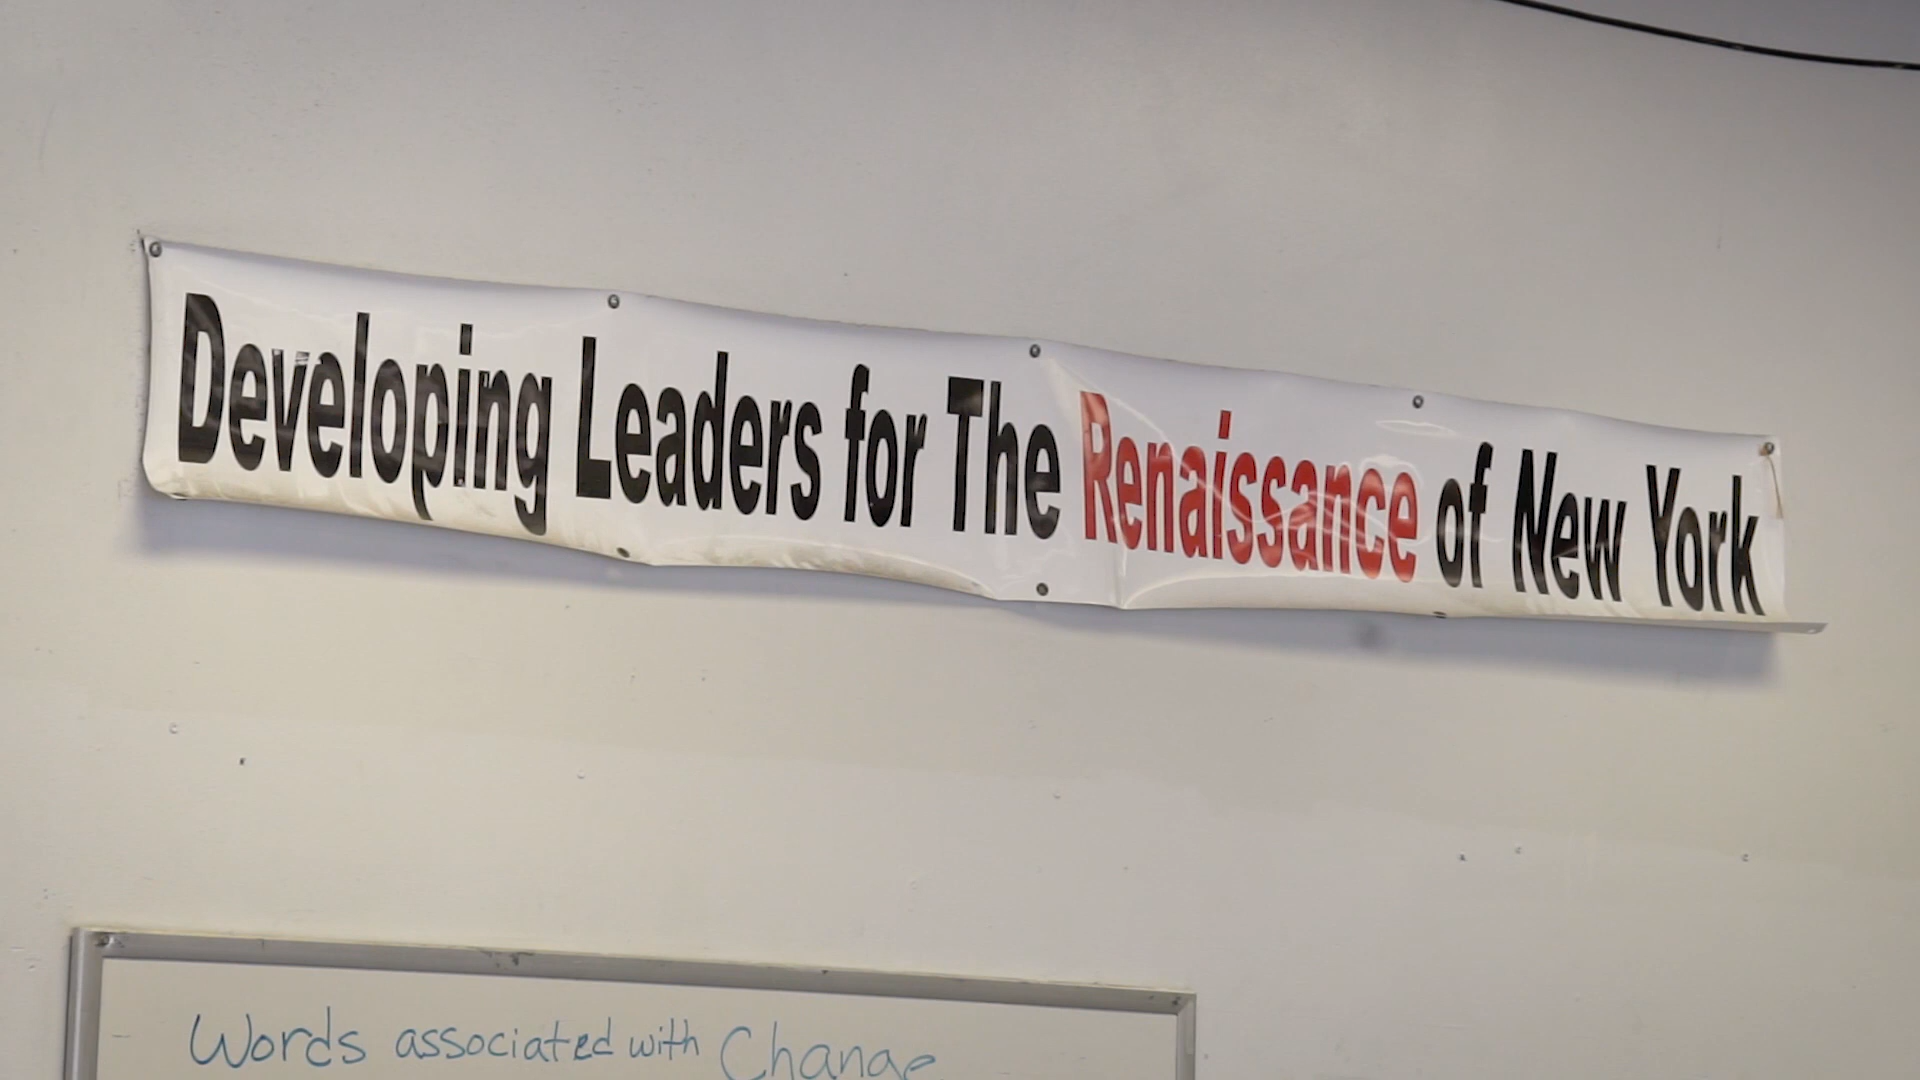 Developing Leaders for The Renaissance of New York
Words associated with Change